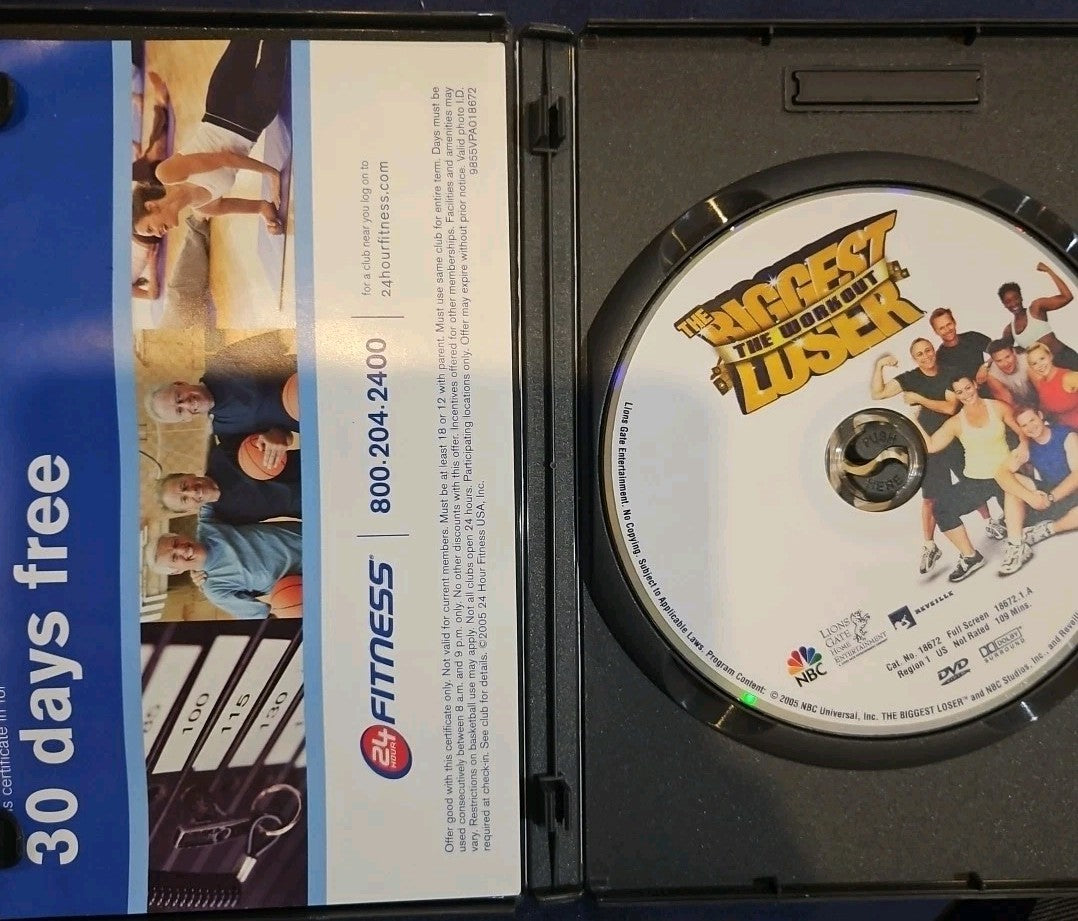 s certificate in for
30 days free
95
100
115
130
24 HOUR FITNESS®
800.204.2400
for a club near you log on to
24hourfitness.com
Offer good with this certificate only. Not valid for current members. Must be at least 18 or 12 with parent. Must use same club for entire term. Days must be
used consecutively between 8 a.m. and 9 p.m. only. No other discounts with this offer. Incentives offered for other memberships. Facilities and amenities may
vary. Restrictions on basketball use may apply. Not all clubs open 24 hours. Participating locations only. Offer may expire without prior notice. Valid photo I.D.
required at check-in. See club for details. ©2005 24 Hour Fitness USA, Inc.
9855VPA018672
THE
BIGGEST
THE WORKOUT
LOSER
PUSH
HERE
LIONS
GATE
HOME
ENTERTAINMENT
REVEILLE
NBC
Cat. No. 18672 Full Screen 18672.1.A
Region 1 US Not Rated 109 Mins.
DVD
VIDEO
DOLBY
SURROUND
Lions Gate Entertainment. No Copying. Subject to Applicable Laws. Program Content: © 2005 NBC Universal, Inc. THE BIGGEST LOSER™ and NBC Studios, Inc., and Reveill